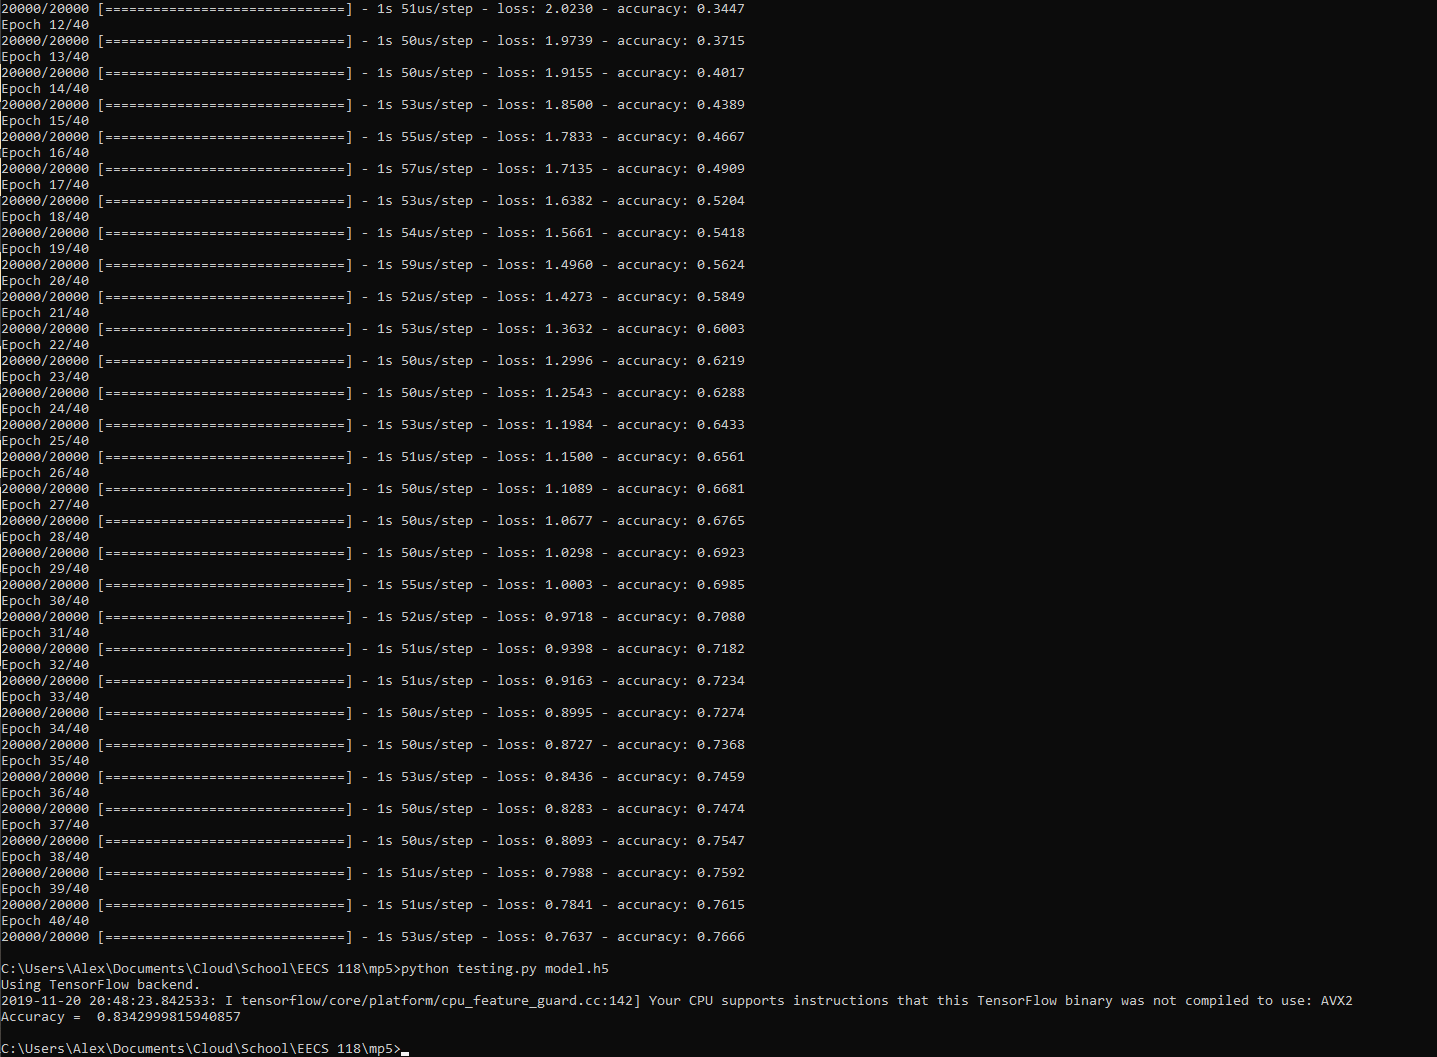 20000/20000 [==============================] - 1s 51us/step - loss: 2.0230 - accuracy: 0.3447
Epoch 12/40
20000/20000 [==============================] - 1s 50us/step - loss: 1.9739 - accuracy: 0.3715
Epoch 13/40
20000/20000 [==============================] - 1s 50us/step - loss: 1.9155 - accuracy: 0.4017
Epoch 14/40
20000/20000 [==============================] - 1s 53us/step - loss: 1.8500 - accuracy: 0.4389
Epoch 15/40
20000/20000 [==============================] - 1s 55us/step - loss: 1.7833 - accuracy: 0.4667
Epoch 16/40
20000/20000 [==============================] - 1s 57us/step - loss: 1.7135 - accuracy: 0.4909
Epoch 17/40
20000/20000 [==============================] - 1s 53us/step - loss: 1.6382 - accuracy: 0.5204
Epoch 18/40
20000/20000 [==============================] - 1s 54us/step - loss: 1.5661 - accuracy: 0.5418
Epoch 19/40
20000/20000 [==============================] - 1s 59us/step - loss: 1.4960 - accuracy: 0.5624
Epoch 20/40
20000/20000 [==============================] - 1s 52us/step - loss: 1.4273 - accuracy: 0.5849
Epoch 21/40
20000/20000 [==============================] - 1s 53us/step - loss: 1.3632 - accuracy: 0.6003
Epoch 22/40
20000/20000 [==============================] - 1s 50us/step - loss: 1.2996 - accuracy: 0.6219
Epoch 23/40
20000/20000 [==============================] - 1s 50us/step - loss: 1.2543 - accuracy: 0.6288
Epoch 24/40
20000/20000 [==============================] - 1s 53us/step - loss: 1.1984 - accuracy: 0.6433
Epoch 25/40
20000/20000 [==============================] - 1s 51us/step - loss: 1.1500 - accuracy: 0.6561
Epoch 26/40
20000/20000 [==============================] - 1s 50us/step - loss: 1.1089 - accuracy: 0.6681
Epoch 27/40
20000/20000 [==============================] - 1s 50us/step - loss: 1.0677 - accuracy: 0.6765
Epoch 28/40
20000/20000 [==============================] - 1s 50us/step - loss: 1.0298 - accuracy: 0.6923
Epoch 29/40
20000/20000 [==============================] - 1s 55us/step - loss: 1.0003 - accuracy: 0.6985
Epoch 30/40
20000/20000 [==============================] - 1s 52us/step - loss: 0.9718 - accuracy: 0.7080
Epoch 31/40
20000/20000 [==============================] - 1s 51us/step - loss: 0.9398 - accuracy: 0.7182
Epoch 32/40
20000/20000 [==============================] - 1s 51us/step - loss: 0.9163 - accuracy: 0.7234
Epoch 33/40
20000/20000 [==============================] - 1s 50us/step - loss: 0.8995 - accuracy: 0.7274
Epoch 34/40
20000/20000 [==============================] - 1s 50us/step - loss: 0.8727 - accuracy: 0.7368
Epoch 35/40
20000/20000 [==============================] - 1s 53us/step - loss: 0.8436 - accuracy: 0.7459
Epoch 36/40
20000/20000 [==============================] - 1s 50us/step - loss: 0.8283 - accuracy: 0.7474
Epoch 37/40
20000/20000 [==============================] - 1s 50us/step - loss: 0.8093 - accuracy: 0.7547
Epoch 38/40
20000/20000 [==============================] - 1s 51us/step - loss: 0.7988 - accuracy: 0.7592
Epoch 39/40
20000/20000 [==============================] - 1s 51us/step - loss: 0.7841 - accuracy: 0.7615
Epoch 40/40
20000/20000 [==============================] - 1s 53us/step - loss: 0.7637 - accuracy: 0.7666
C:\Users\Alex\Documents\Cloud\School\EECS 118\mp5>python testing.py model.h5
Using TensorFlow backend.
2019-11-20 20:48:23.842533: I tensorflow/core/platform/cpu_feature_guard.cc:142] Your CPU supports instructions that this TensorFlow binary was not compiled to use: AVX2
Accuracy =  0.8342999815940857
C:\Users\Alex\Documents\Cloud\School\EECS 118\mp5>